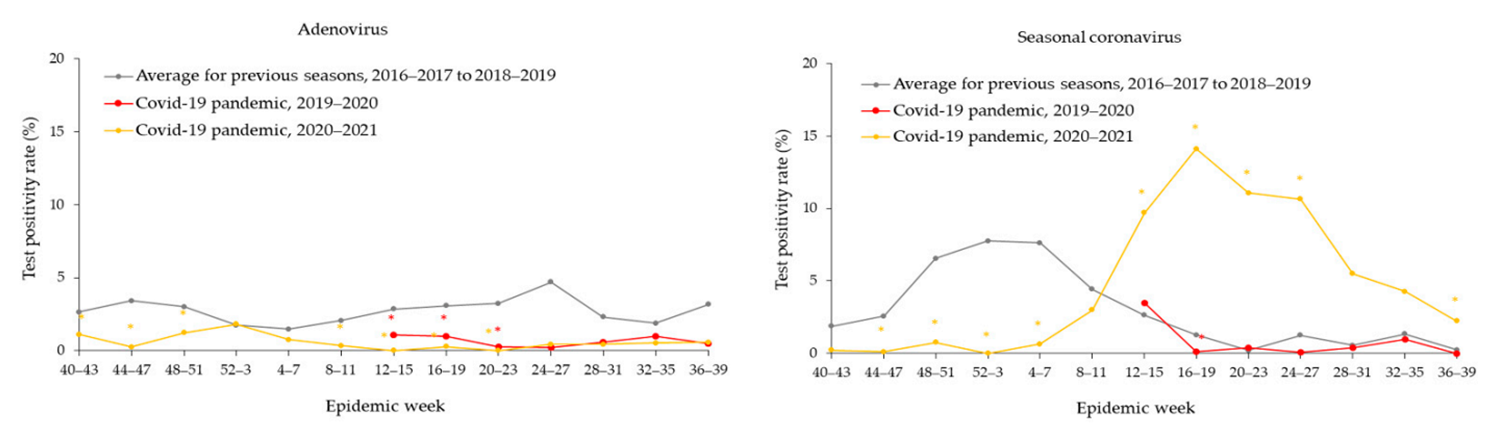 Adenovirus
20
15
10
5
0
Test positivity rate (%)
Average for previous seasons, 2016–2017 to 2018–2019
Covid-19 pandemic, 2019–2020
Covid-19 pandemic, 2020–2021
* * * * * * * * * *
40–43 44–47 48–51 52–3 4–7 8–11 12–15 16–19 20–23 24–27 28–31 32–35 36–39
Epidemic week
Seasonal coronavirus
20
15
10
5
0
Test positivity rate (%)
Average for previous seasons, 2016–2017 to 2018–2019
Covid-19 pandemic, 2019–2020
Covid-19 pandemic, 2020–2021
* * * * * * * * * *
40–43 44–47 48–51 52–3 4–7 8–11 12–15 16–19 20–23 24–27 28–31 32–35 36–39
Epidemic week